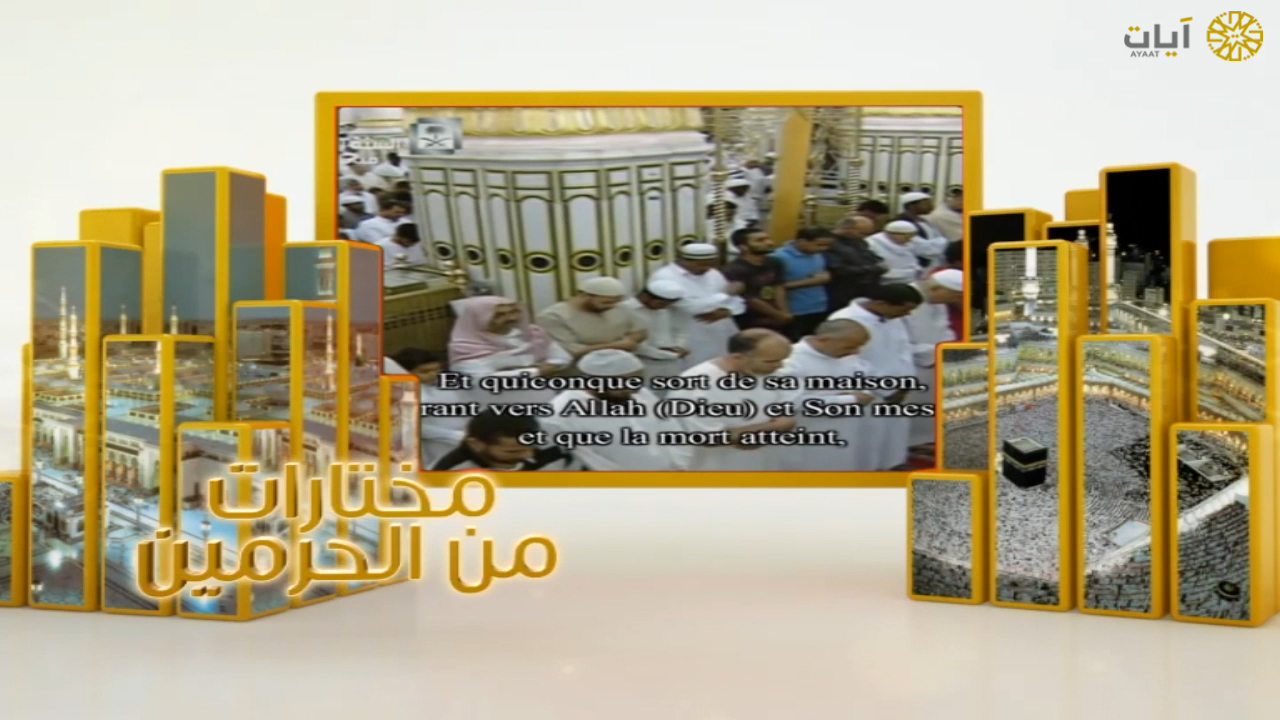 آيات
AYAAT
السنة
Et quiconque sort de sa maison,
rant vers Allah (Dieu) et Son mes
et que la mort atteint,
مختارات
من الحرمين